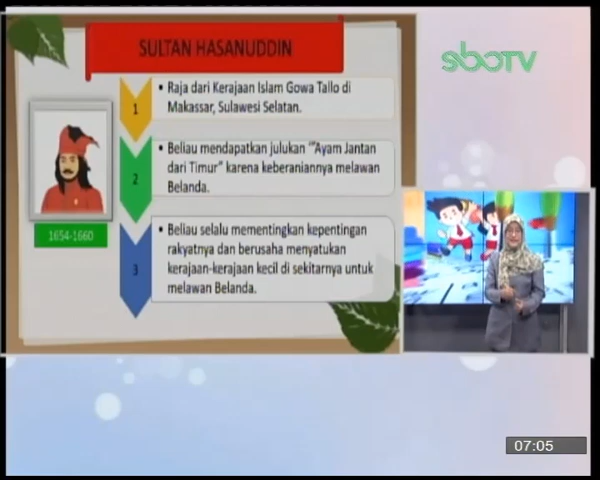 SULTAN HASANUDDIN
sbotv
1
• Raja dari Kerajaan Islam Gowa Tallo di
Makassar, Sulawesi Selatan.
2
• Beliau mendapatkan julukan '"Ayam Jantan
dari Timur" karena keberaniannya melawan
Belanda.
1654-1660
3
• Beliau selalu mementingkan kepentingan
rakyatnya dan berusaha menyatukan
kerajaan-kerajaan kecil di sekitarnya untuk
melawan Belanda.
07:05